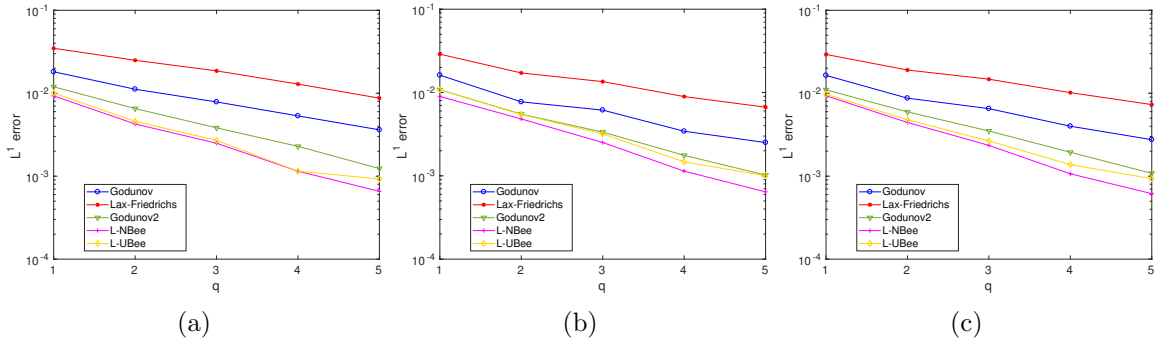 10^-1
10^-2
10^-3
10^-4
L^1 error
Godunov
Lax-Friedrichs
Godunov2
L-NBee
L-UBee
1 2 3 4 5
q
(a)
10^-1
10^-2
10^-3
10^-4
L^1 error
Godunov
Lax-Friedrichs
Godunov2
L-NBee
L-UBee
1 2 3 4 5
q
(b)
10^-1
10^-2
10^-3
10^-4
L^1 error
Godunov
Lax-Friedrichs
Godunov2
L-NBee
L-UBee
1 2 3 4 5
q
(c)